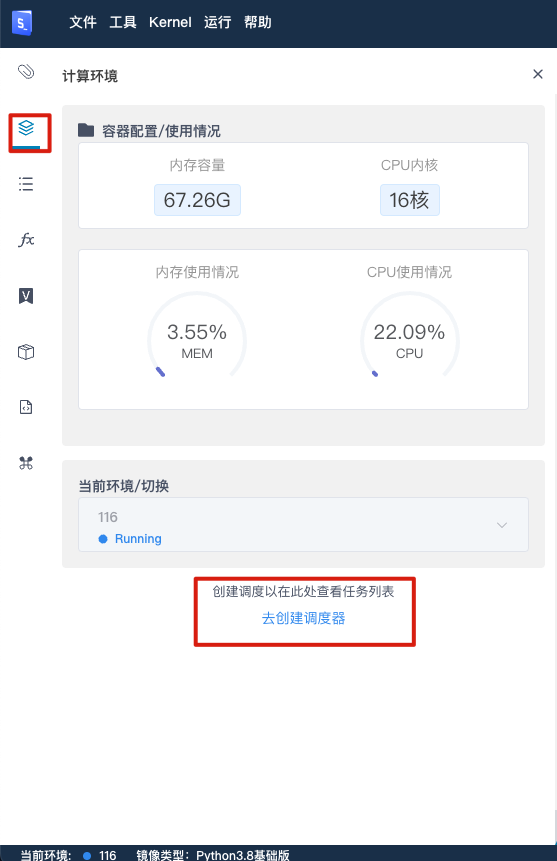 文件 工具 Kernel 运行 帮助
计算环境
容器配置/使用情况
内存容量 CPU内核
67.26G 16核
内存使用情况 CPU使用情况
3.55% 22.09%
MEM CPU
当前环境/切换
116
Running
创建调度以在此处查看任务列表
去创建调度器
当前环境: 116 镜像类型: Python3.8基础版